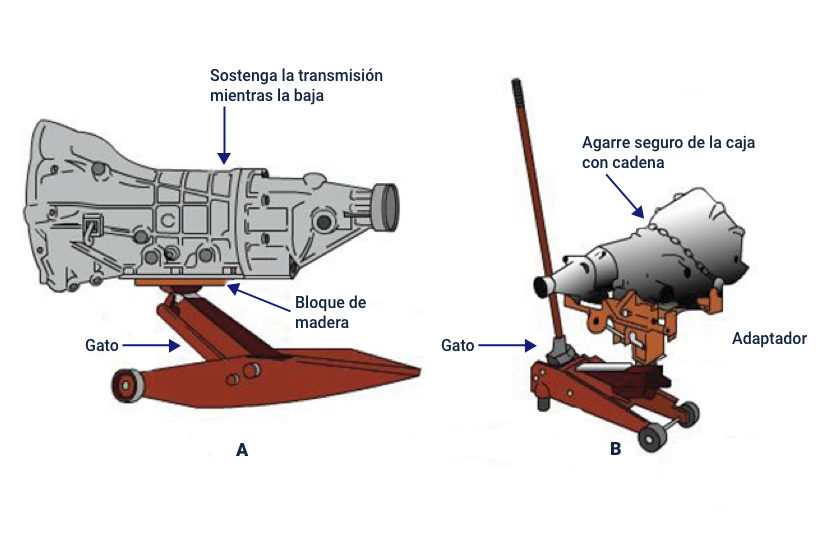 Sostenga la transmisión
mientras la baja
Bloque de
madera
Gato
A
Agarre seguro de la caja
con cadena
Gato
Adaptador
B